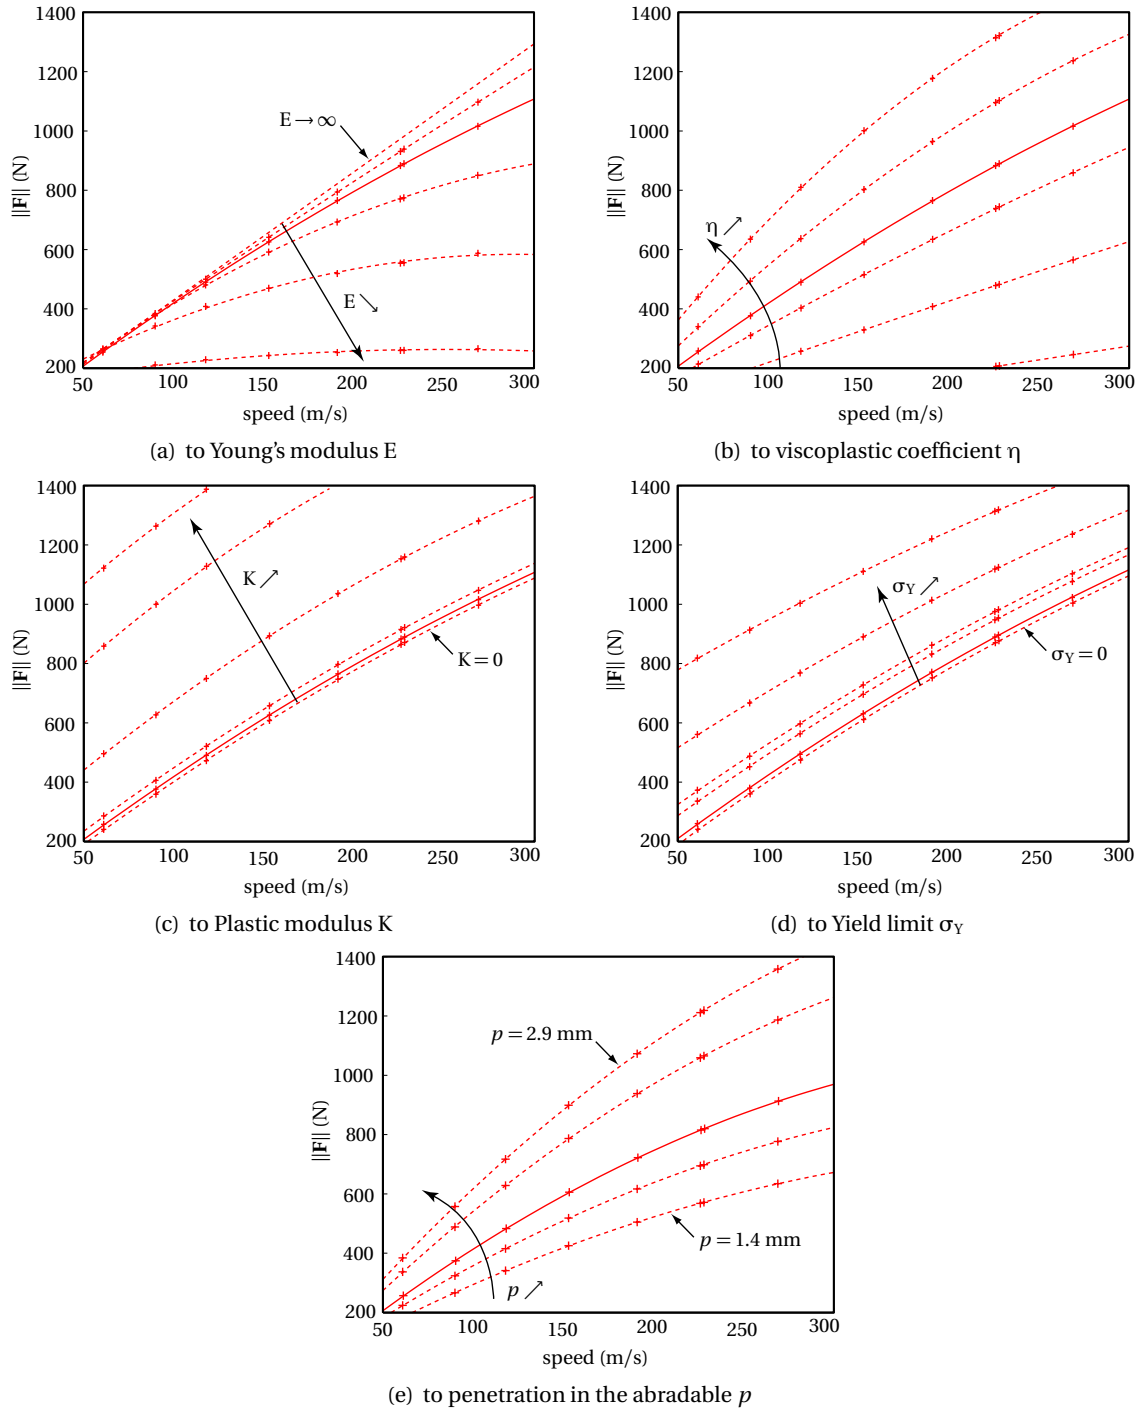 1400
1200
1000
800
600
400
200
50
100
150
200
250
300
||F|| (N)
speed (m/s)
E → ∞
E ↘
(a) to Young's modulus E
1400
1200
1000
800
600
400
200
50
100
150
200
250
300
||F|| (N)
speed (m/s)
η ↗
(b) to viscoplastic coefficient η
1400
1200
1000
800
600
400
200
50
100
150
200
250
300
||F|| (N)
speed (m/s)
K ↗
K = 0
(c) to Plastic modulus K
1400
1200
1000
800
600
400
200
50
100
150
200
250
300
||F|| (N)
speed (m/s)
σY ↗
σY = 0
(d) to Yield limit σY
1400
1200
1000
800
600
400
200
50
100
150
200
250
300
||F|| (N)
speed (m/s)
p = 2.9 mm
p = 1.4 mm
p ↗
(e) to penetration in the abradable p